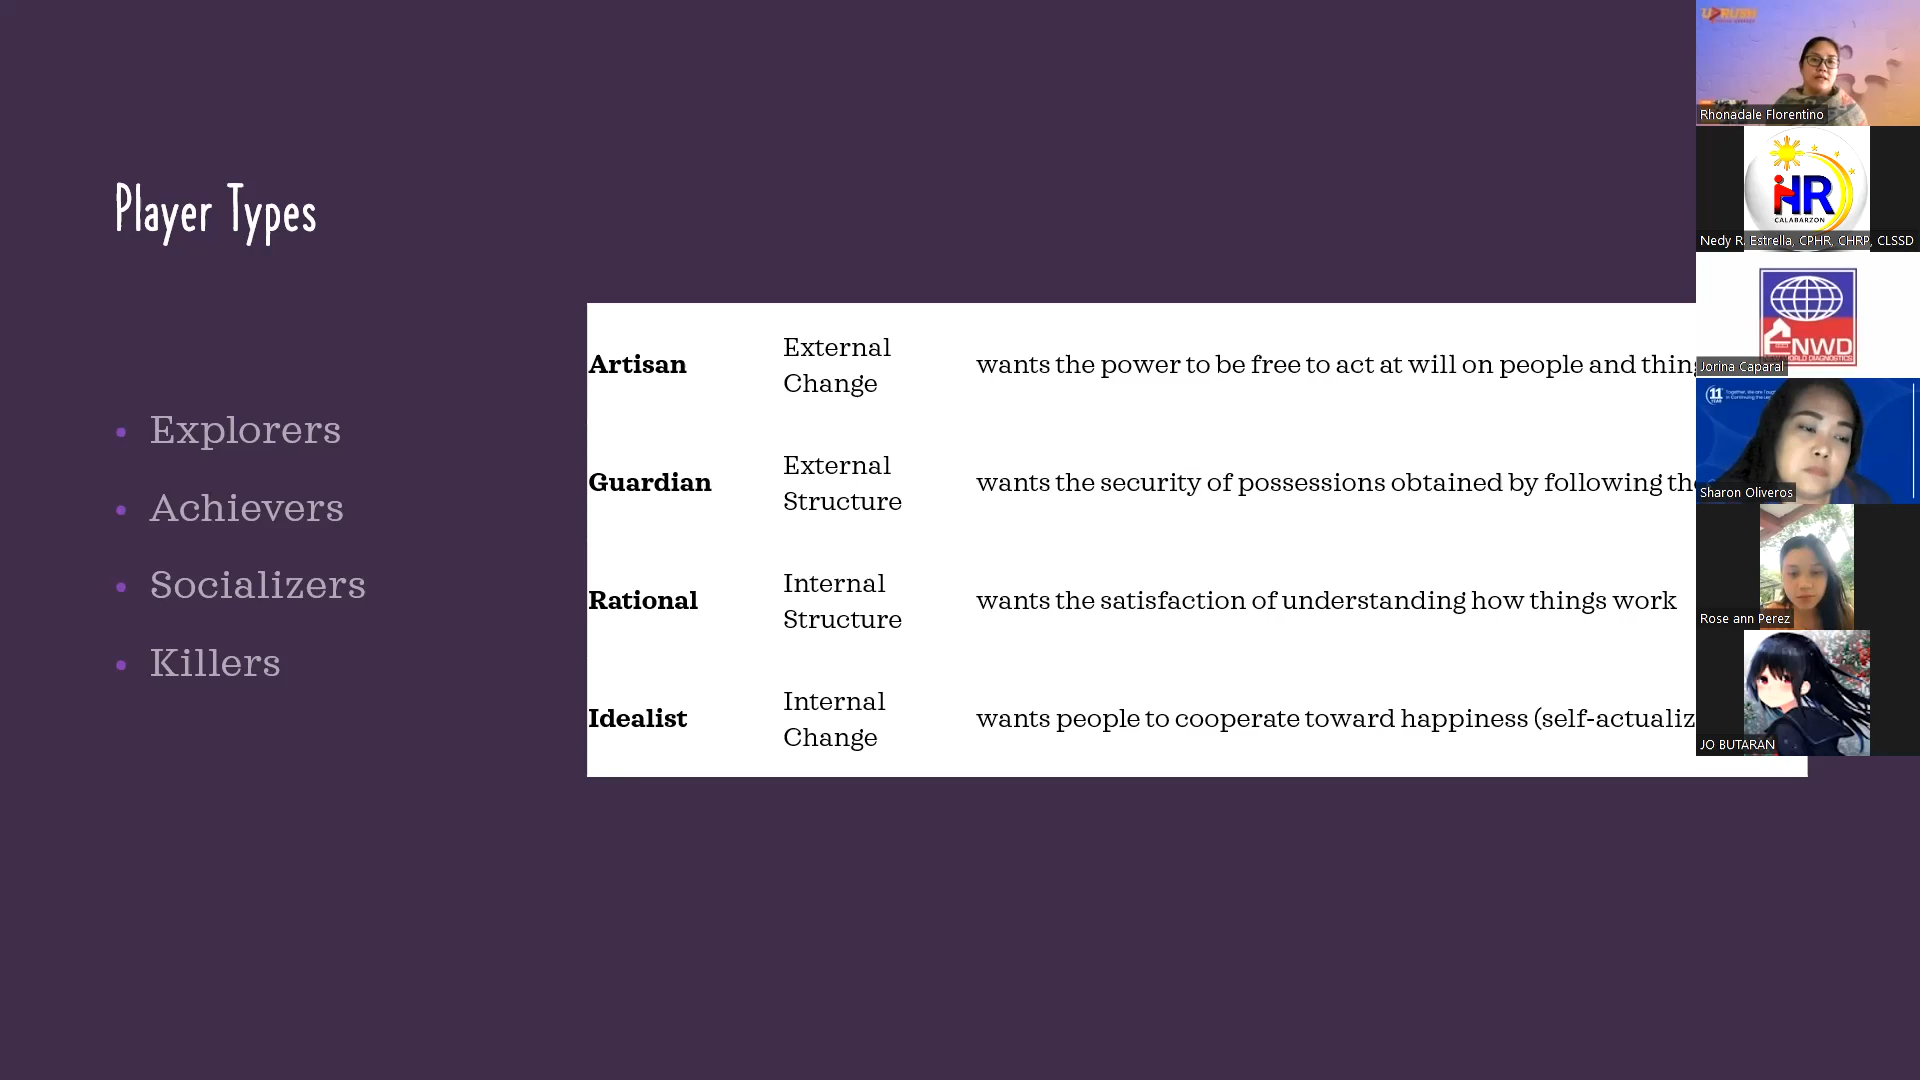 Player Types
• Explorers
• Achievers
• Socializers
• Killers
Artisan
External
Change
wants the power to be free to act at will on people and thin
Guardian
External
Structure
wants the security of possessions obtained by following th
Rational
Internal
Structure
wants the satisfaction of understanding how things work
Idealist
Internal
Change
wants people to cooperate toward happiness (self-actualiz
UPRUSH
Rhonadale Florentino
HR
CALABARZON
Nedy R. Estrella, CPHR, CHRP, CLSSD
NWD
Jorina Caparal
11
Sharon Oliveros
Rose ann Perez
JO BUTARAN